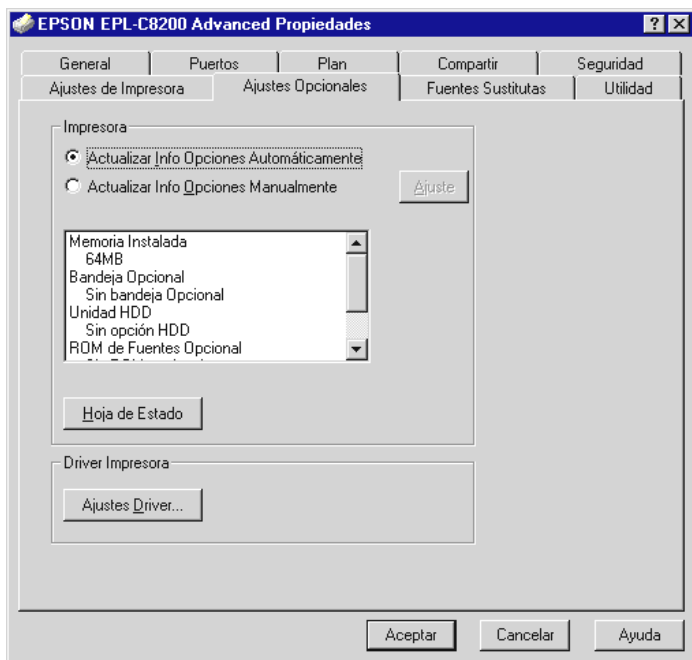 EPSON EPL-C8200 Advanced Propiedades
General Puertos Plan Compartir Seguridad
Ajustes de Impresora Ajustes Opcionales Fuentes Sustitutas Utilidad
Impresora
Actualizar Info Opciones Automáticamente
Actualizar Info Opciones Manualmente
Ajuste
Memoria Instalada
64MB
Bandeja Opcional
Sin bandeja Opcional
Unidad HDD
Sin opción HDD
ROM de Fuentes Opcional
Hoja de Estado
Driver Impresora
Ajustes Driver...
Aceptar Cancelar Ayuda